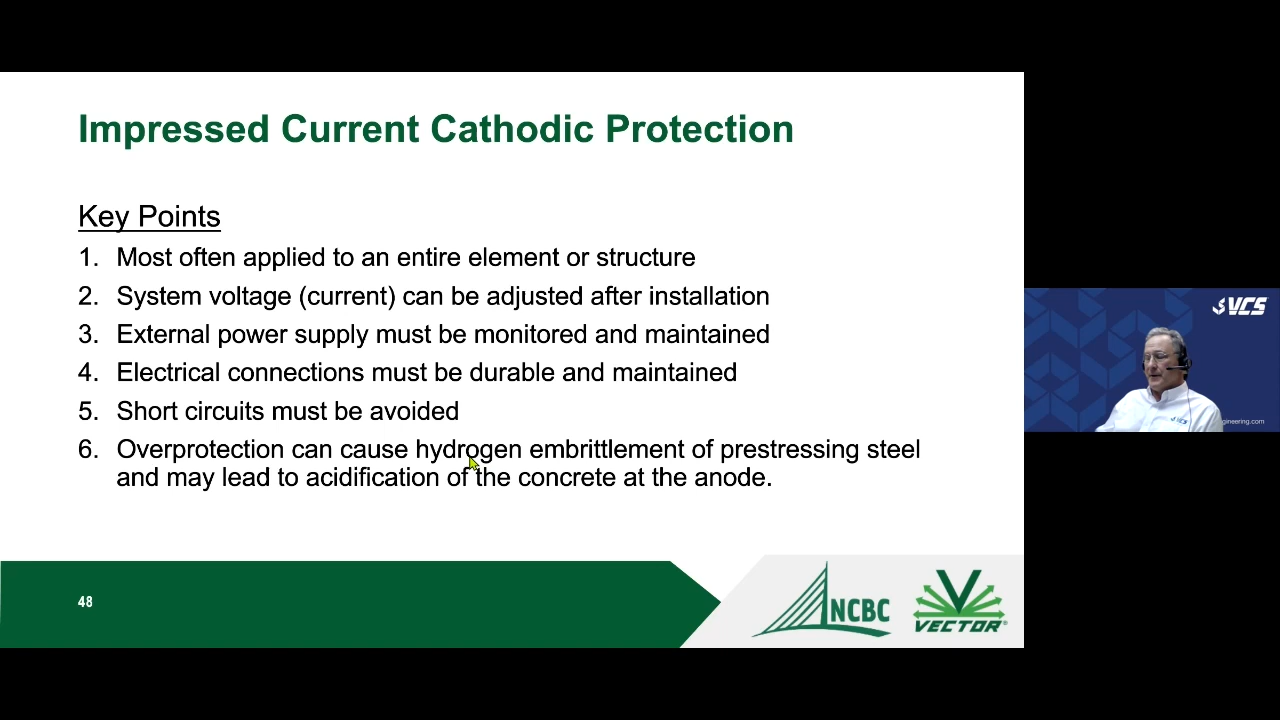 Impressed Current Cathodic Protection
Key Points
1. Most often applied to an entire element or structure
2. System voltage (current) can be adjusted after installation
3. External power supply must be monitored and maintained
4. Electrical connections must be durable and maintained
5. Short circuits must be avoided
6. Overprotection can cause hydrogen embrittlement of prestressing steel
and may lead to acidification of the concrete at the anode.
48
NCBC
VECTOR®
VCS
VCS
gineering.com